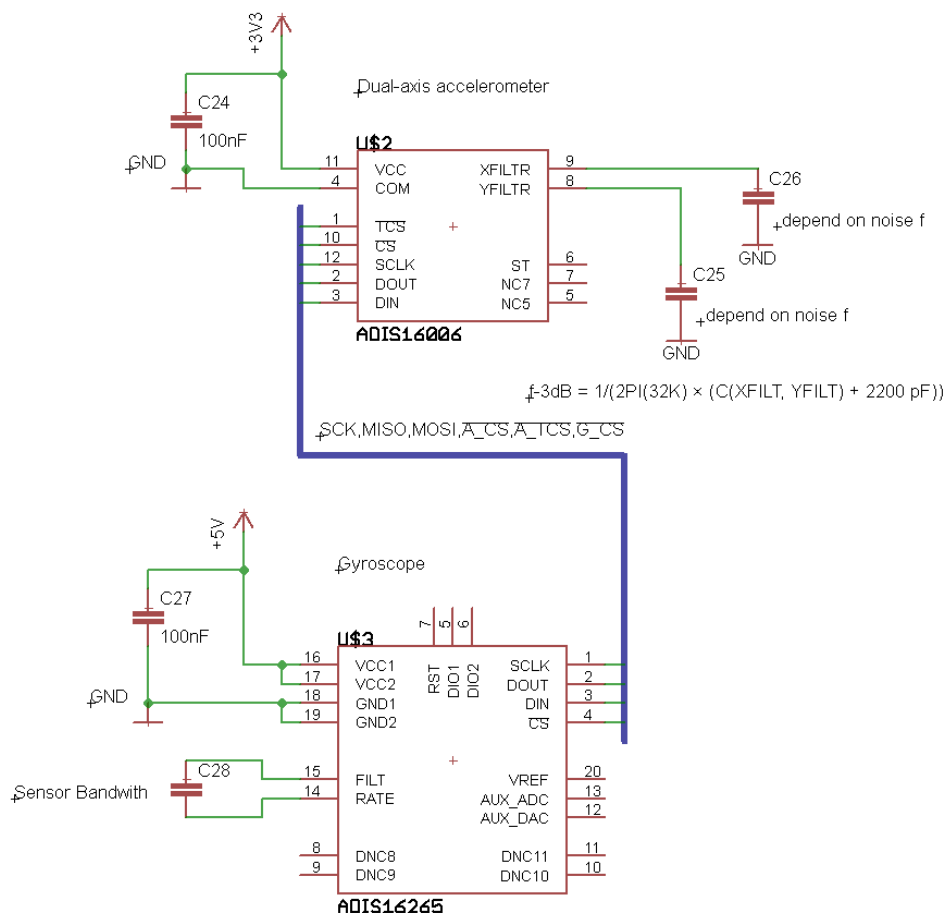 +3V3
Dual-axis accelerometer
C24
100nF
GND
U$2
11 VCC XFILTR 9
4 COM YFILTR 8
1 TCS
10 CS
12 SCLK ST 6
2 DOUT NC7 7
3 DIN NC5 5
ADIS16006
C26
depend on noise f
GND
C25
depend on noise f
GND
f-3dB = 1/(2PI(32K) × (C(XFILT, YFILT) + 2200 pF))
SCK,MISO,MOSI,A_CS,A_TCS,G_CS
+5V
Gyroscope
C27
100nF
GND
U$3
7 5 6
RST DIO1 DIO2
16 VCC1 SCLK 1
17 VCC2 DOUT 2
18 GND1 DIN 3
19 GND2 CS 4
C28
Sensor Bandwith
15 FILT VREF 20
14 RATE AUX_ADC 13
AUX_DAC 12
8 DNC8 DNC11 11
9 DNC9 DNC10 10
ADIS16265